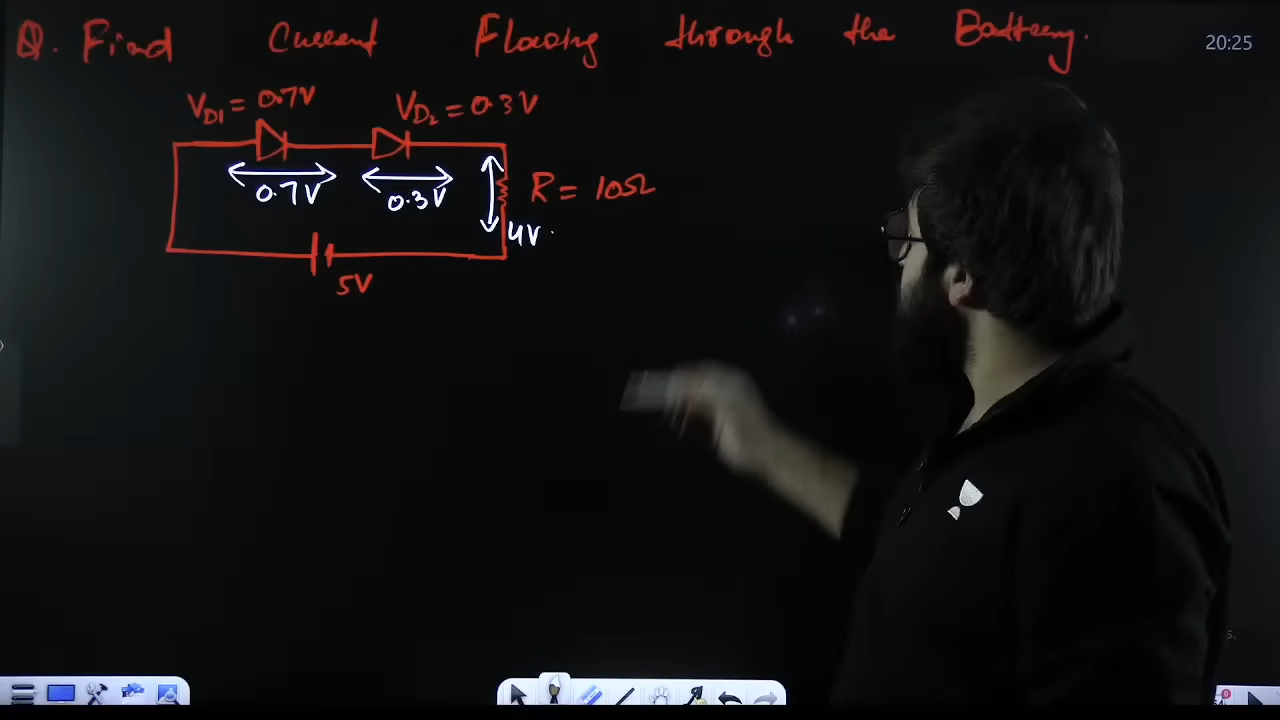 Q. Find Current Flowing through the Battery.
20:25
VD1 = 0.7V VD2 = 0.3V
0.7V 0.3V R = 10Ω
4V.
5V